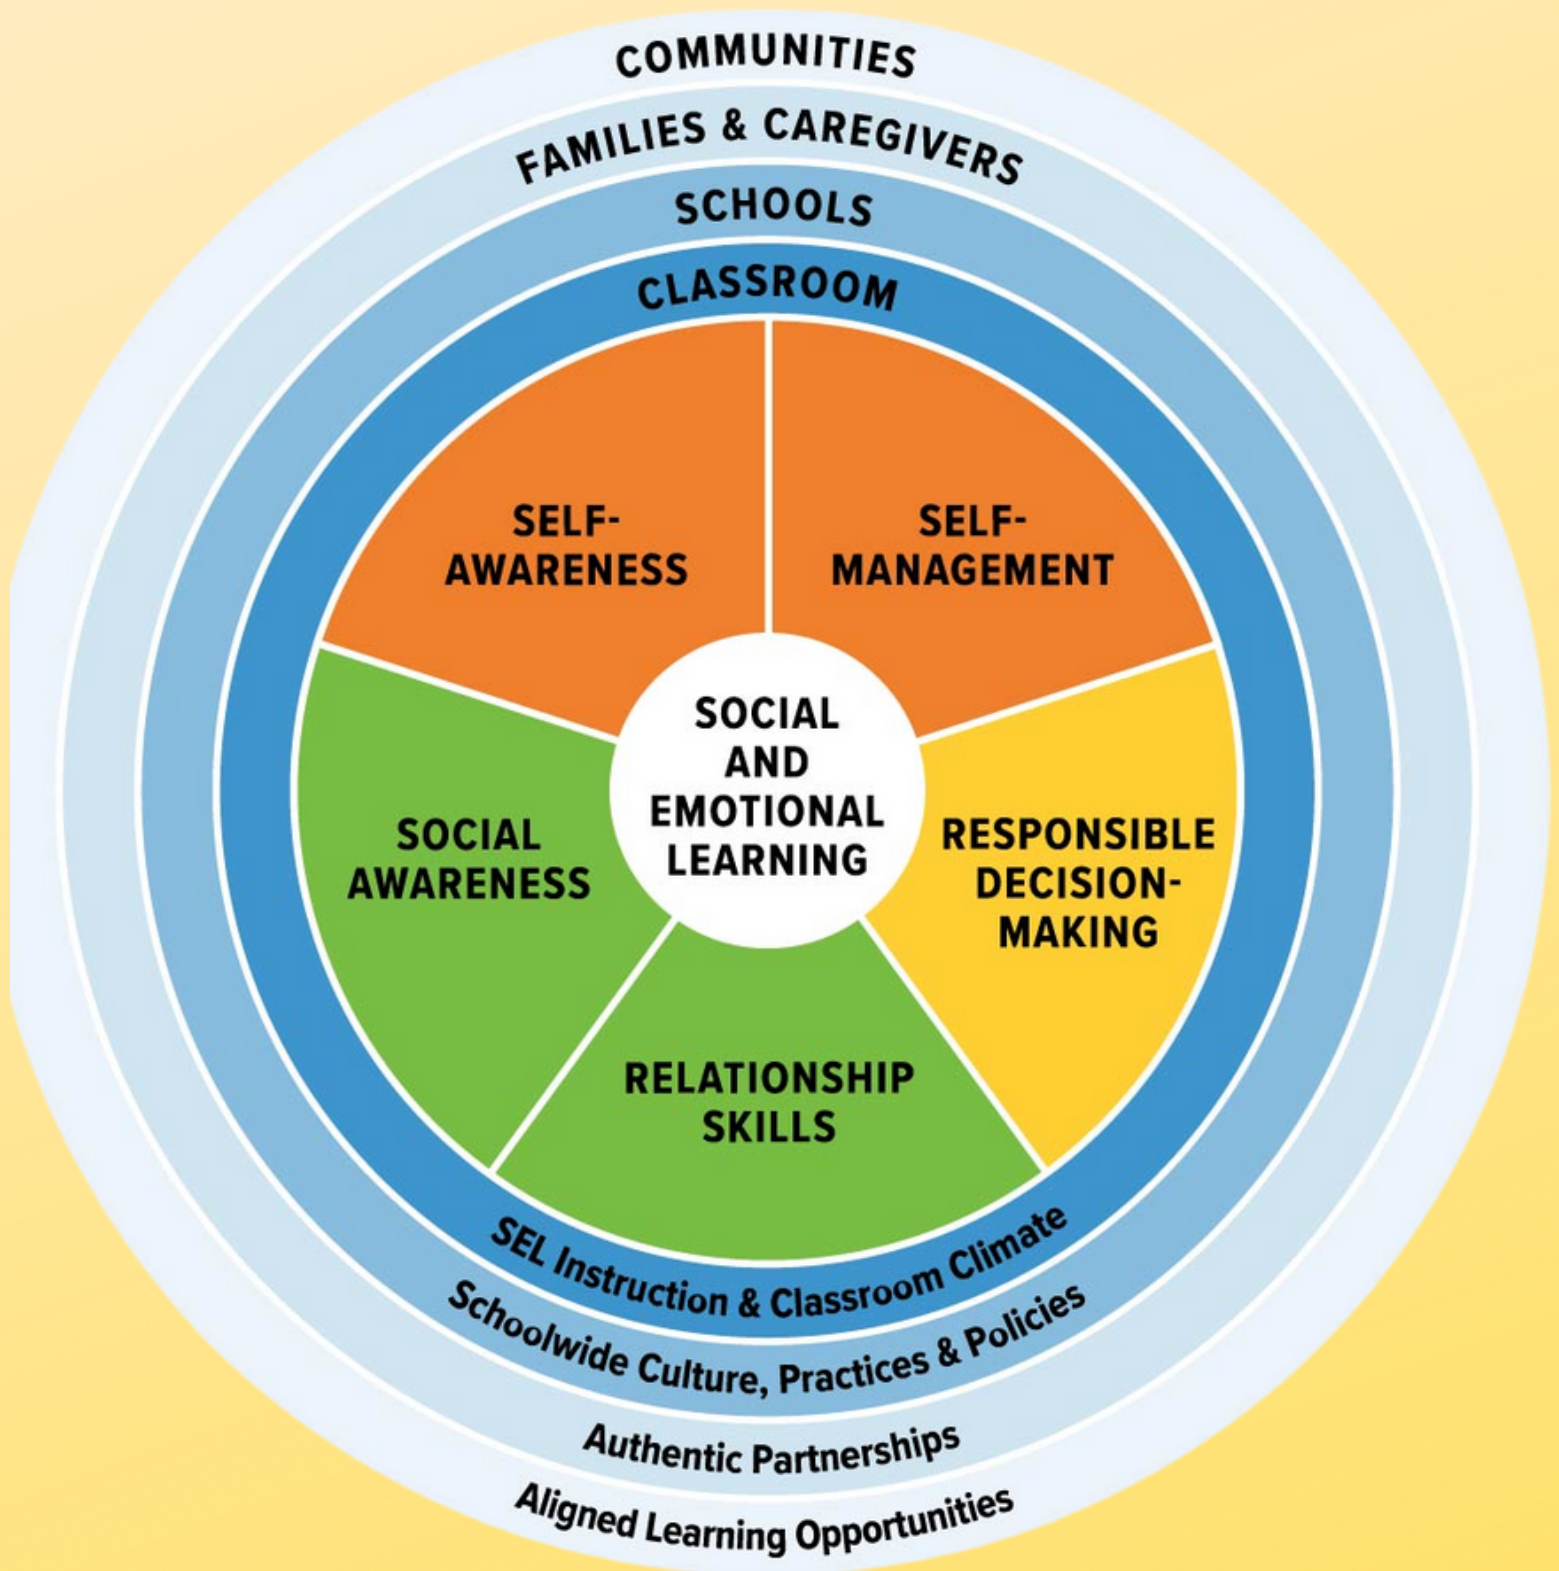 COMMUNITIES
FAMILIES & CAREGIVERS
SCHOOLS
CLASSROOM
SELF-
AWARENESS
SELF-
MANAGEMENT
SOCIAL
AND
EMOTIONAL
LEARNING
SOCIAL
AWARENESS
RESPONSIBLE
DECISION-
MAKING
RELATIONSHIP
SKILLS
SEL Instruction & Classroom Climate
Schoolwide Culture, Practices & Policies
Authentic Partnerships
Aligned Learning Opportunities